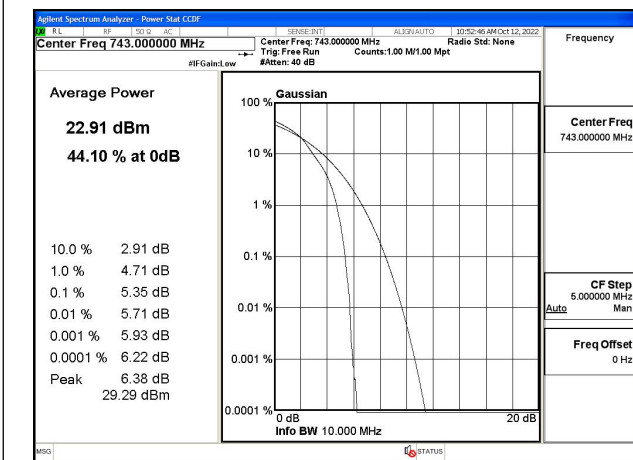 Agilent Spectrum Analyzer - Power Stat CCDF
RL RF 50 Ω AC SENSE:INT ALIGN AUTO 10:52:46 AM Oct 12, 2022
Center Freq 743.000000 MHz
Center Freq: 743.000000 MHz Radio Std: None
Trig: Free Run Counts:1.00 M/1.00 Mpt
#IFGain:Low #Atten: 40 dB
Frequency
Average Power
22.91 dBm
44.10 % at 0dB
10.0 % 2.91 dB
1.0 % 4.71 dB
0.1 % 5.35 dB
0.01 % 5.71 dB
0.001 % 5.93 dB
0.0001 % 6.22 dB
Peak 6.38 dB
29.29 dBm
Gaussian
100 %
10 %
1 %
0.1 %
0.01 %
0.001 %
0.0001 %
0 dB 20 dB
Info BW 10.000 MHz
Center Freq
743.000000 MHz
CF Step
5.000000 MHz
Auto Man
Freq Offset
0 Hz
MSG STATUS